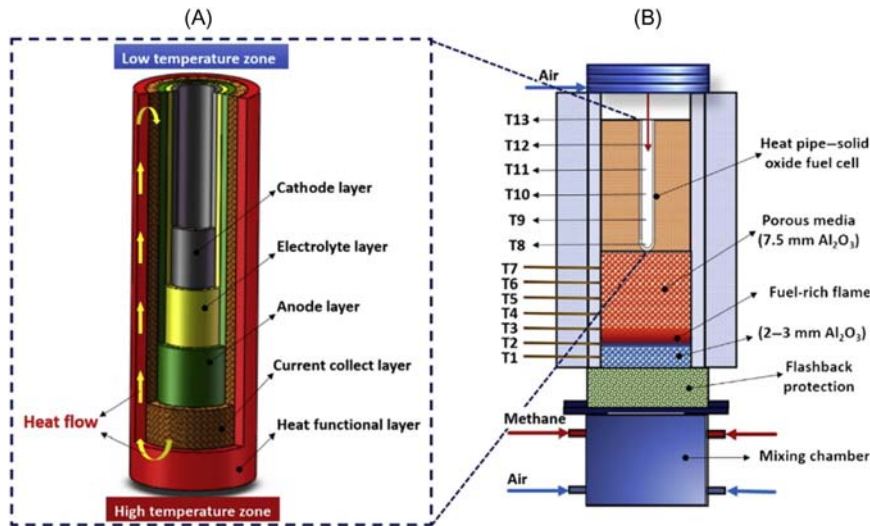 (A)
Low temperature zone
Cathode layer
Electrolyte layer
Anode layer
Current collect layer
Heat flow
Heat functional layer
High temperature zone
(B)
Air
T13
T12
T11
T10
T9
T8
T7
T6
T5
T4
T3
T2
T1
Heat pipe–solid
oxide fuel cell
Porous media
(7.5 mm Al₂O₃)
Fuel-rich flame
(2–3 mm Al₂O₃)
Flashback
protection
Methane
Mixing chamber
Air